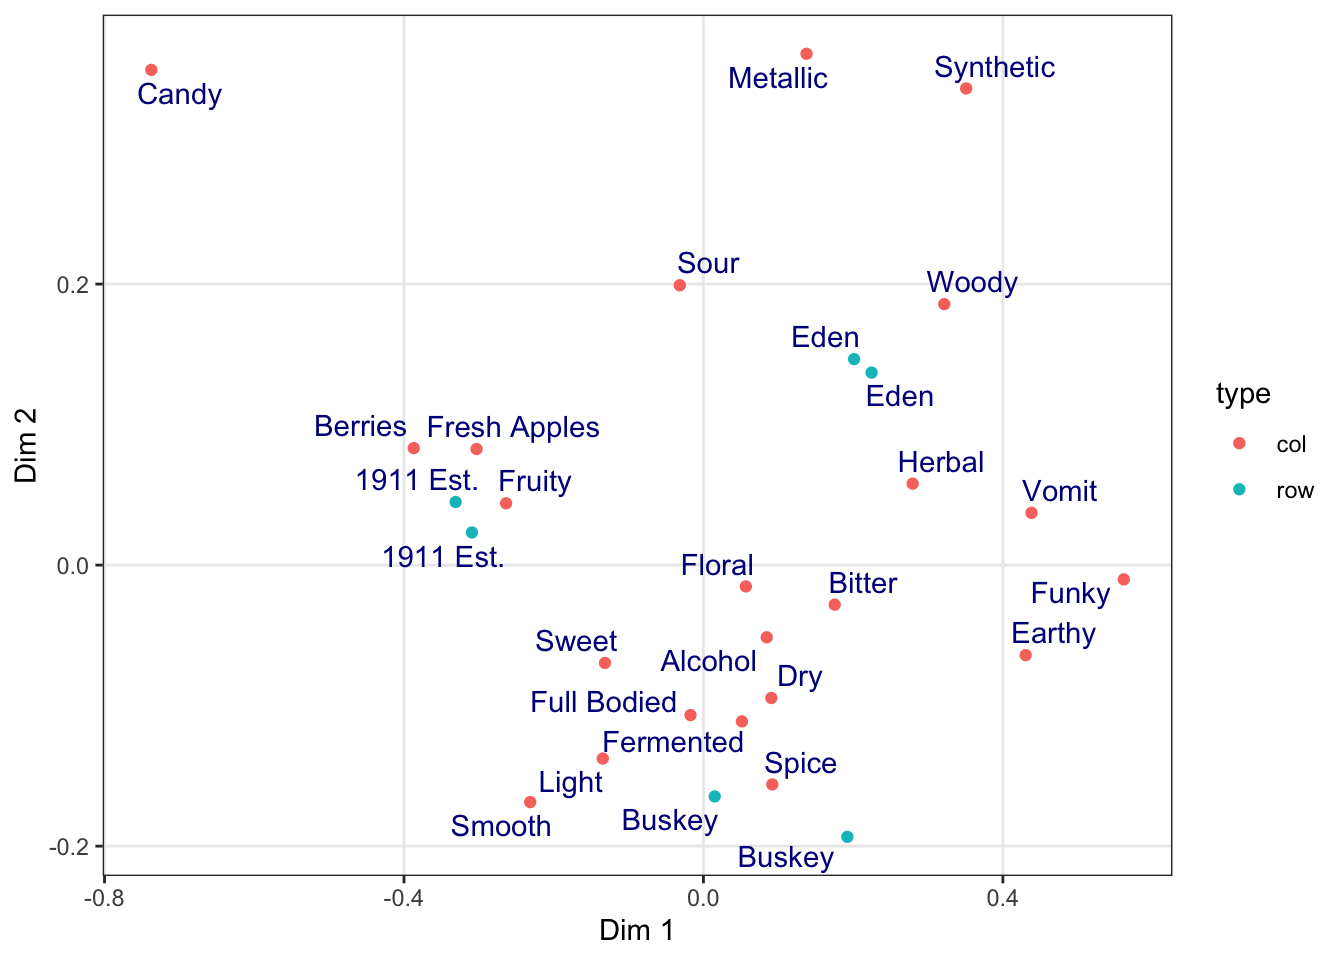 Candy
Metallic
Synthetic
Sour
Woody
Eden
Eden
Berries
Fresh Apples
1911 Est.
Fruity
1911 Est.
Herbal
Vomit
Floral
Bitter
Funky
Earthy
Sweet
Alcohol
Dry
Full Bodied
Fermented
Light
Spice
Smooth
Buskey
Buskey
0.2
0.0
-0.2
-0.8
-0.4
0.0
0.4
Dim 1
Dim 2
type
col
row